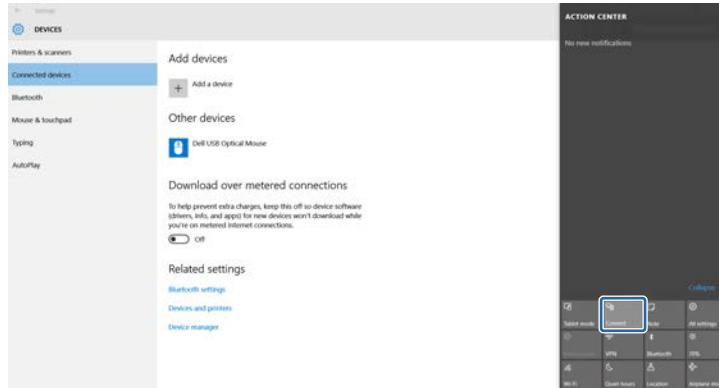 Settings
DEVICES
Printers & scanners
Connected devices
Bluetooth
Mouse & touchpad
Typing
AutoPlay
Add devices
Add a device
Other devices
Dell USB Optical Mouse
Download over metered connections
To help prevent extra charges, keep this off so device software
(drivers, info, and apps) for new devices won't download while
you're on metered Internet connections.
Off
Related settings
Bluetooth settings
Devices and printers
Device manager
ACTION CENTER
No new notifications
Collapse
Tablet mode Connect Note All settings
VPN Bluetooth 70%
Wi-Fi Quiet hours Location Airplane mo